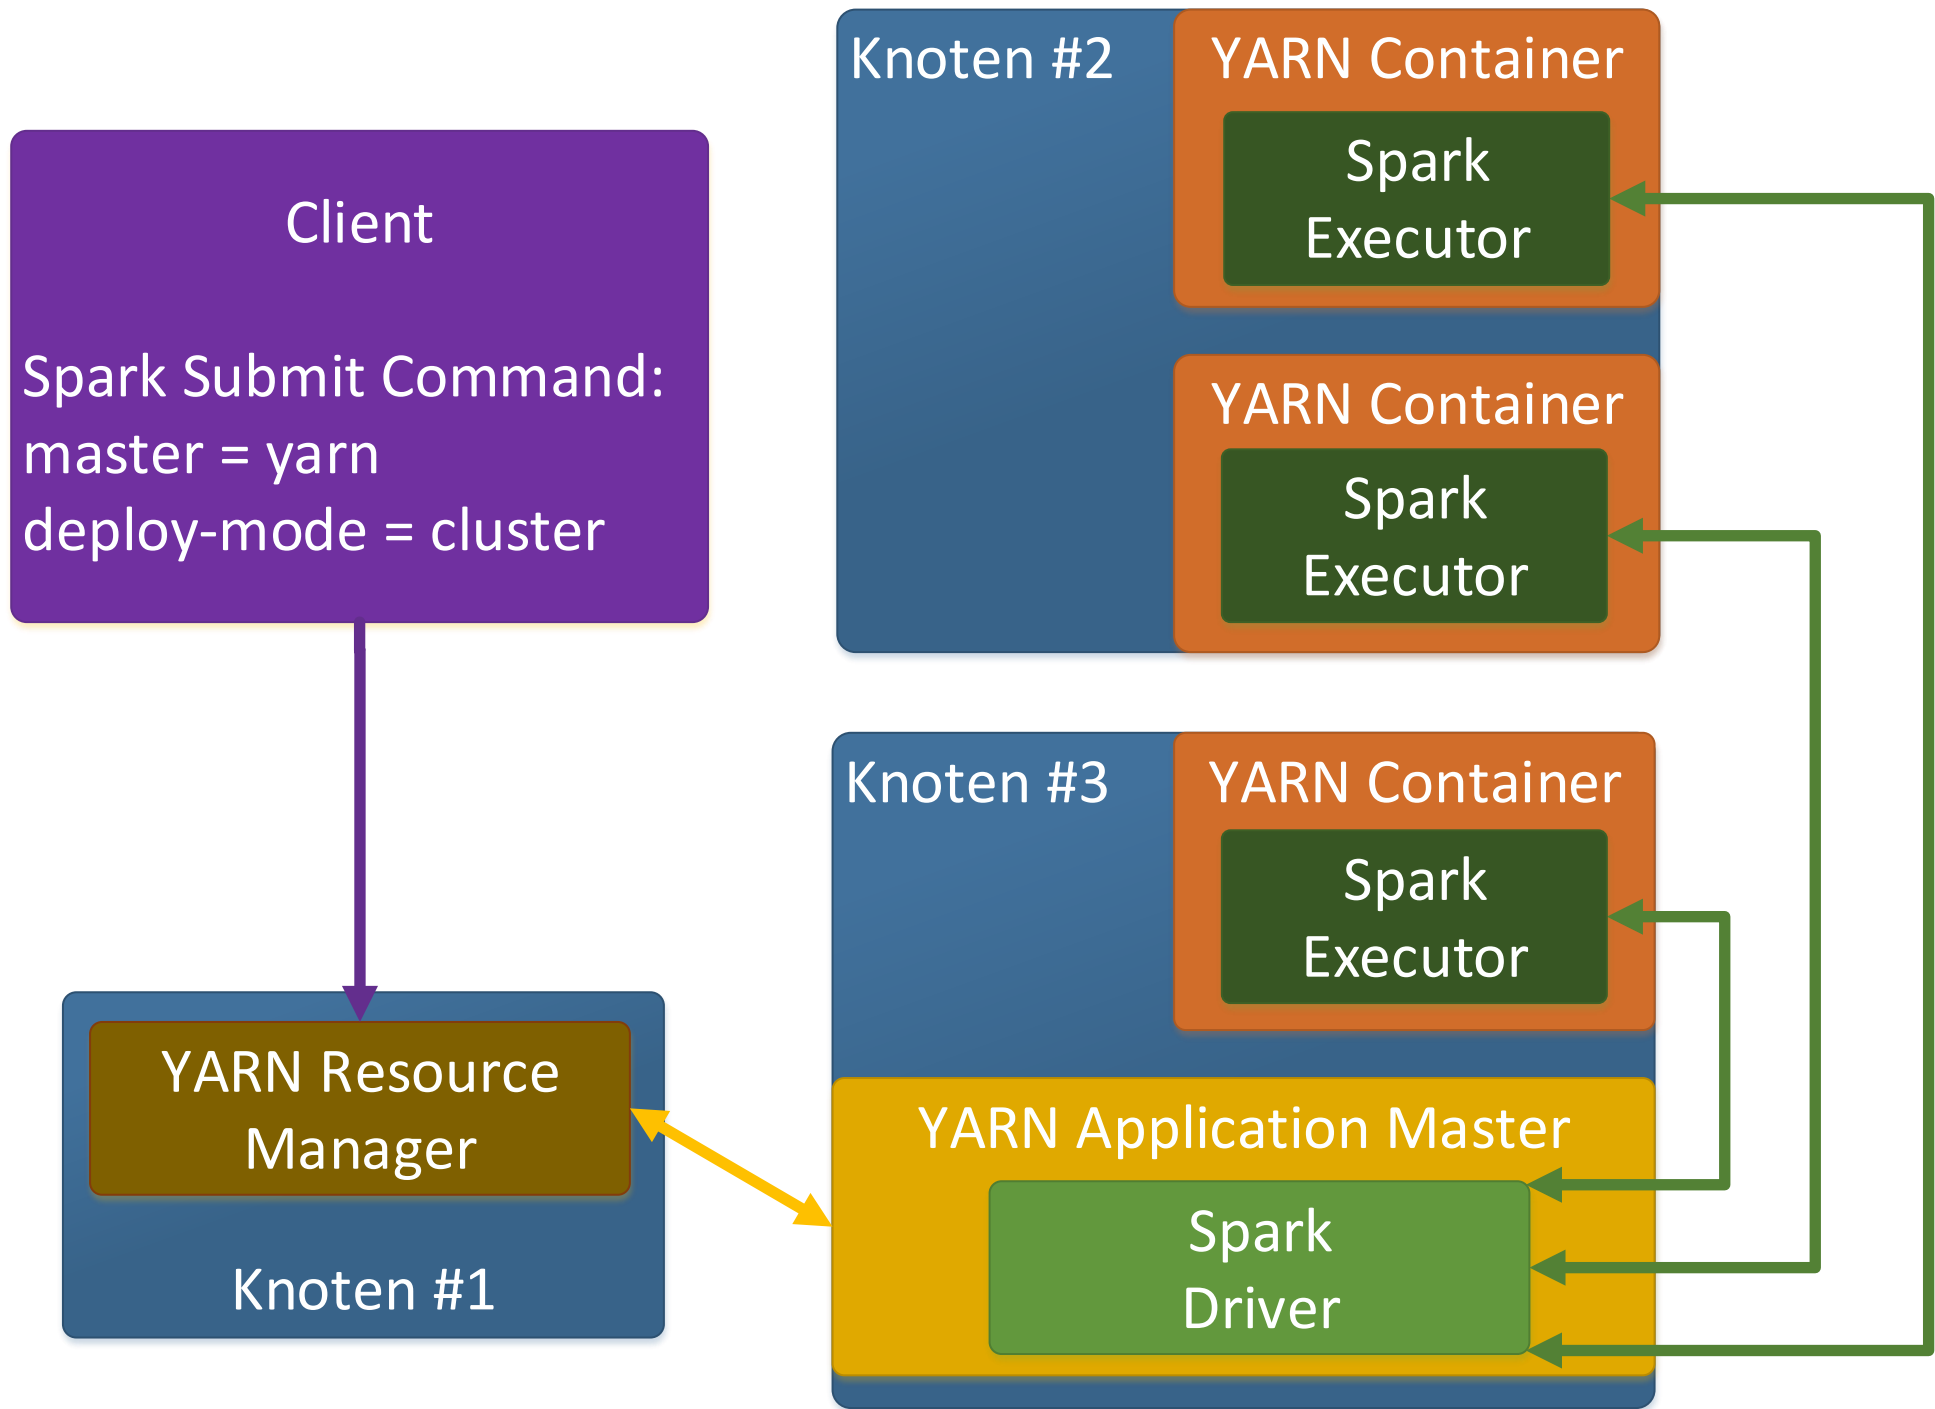 Client
Spark Submit Command:
master = yarn
deploy-mode = cluster
YARN Resource
Manager
Knoten #1
Knoten #2
YARN Container
Spark
Executor
YARN Container
Spark
Executor
Knoten #3
YARN Container
Spark
Executor
YARN Application Master
Spark
Driver